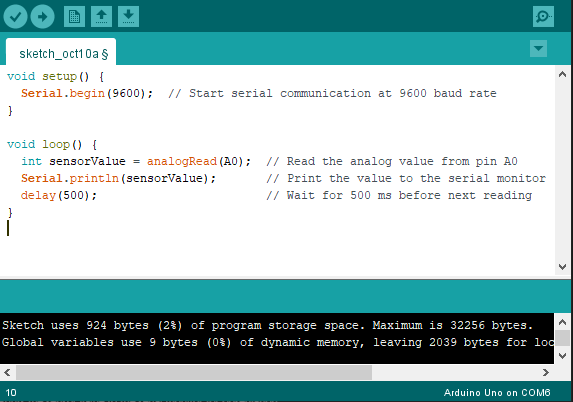 sketch_oct10a §
void setup() {
  Serial.begin(9600);  // Start serial communication at 9600 baud rate
}

void loop() {
  int sensorValue = analogRead(A0);  // Read the analog value from pin A0
  Serial.println(sensorValue);       // Print the value to the serial monitor
  delay(500);                        // Wait for 500 ms before next reading
}
Sketch uses 924 bytes (2%) of program storage space. Maximum is 32256 bytes.
Global variables use 9 bytes (0%) of dynamic memory, leaving 2039 bytes for loc
10
Arduino Uno on COM6